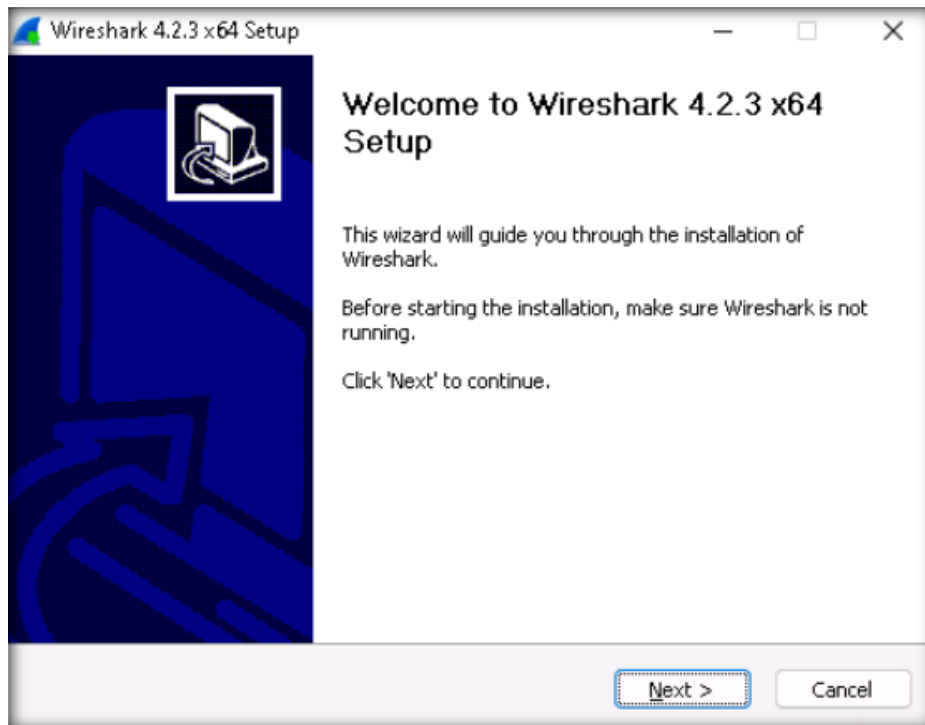 Wireshark 4.2.3 x64 Setup
Welcome to Wireshark 4.2.3 x64
Setup
This wizard will guide you through the installation of
Wireshark.
Before starting the installation, make sure Wireshark is not
running.
Click 'Next' to continue.
Next >
Cancel